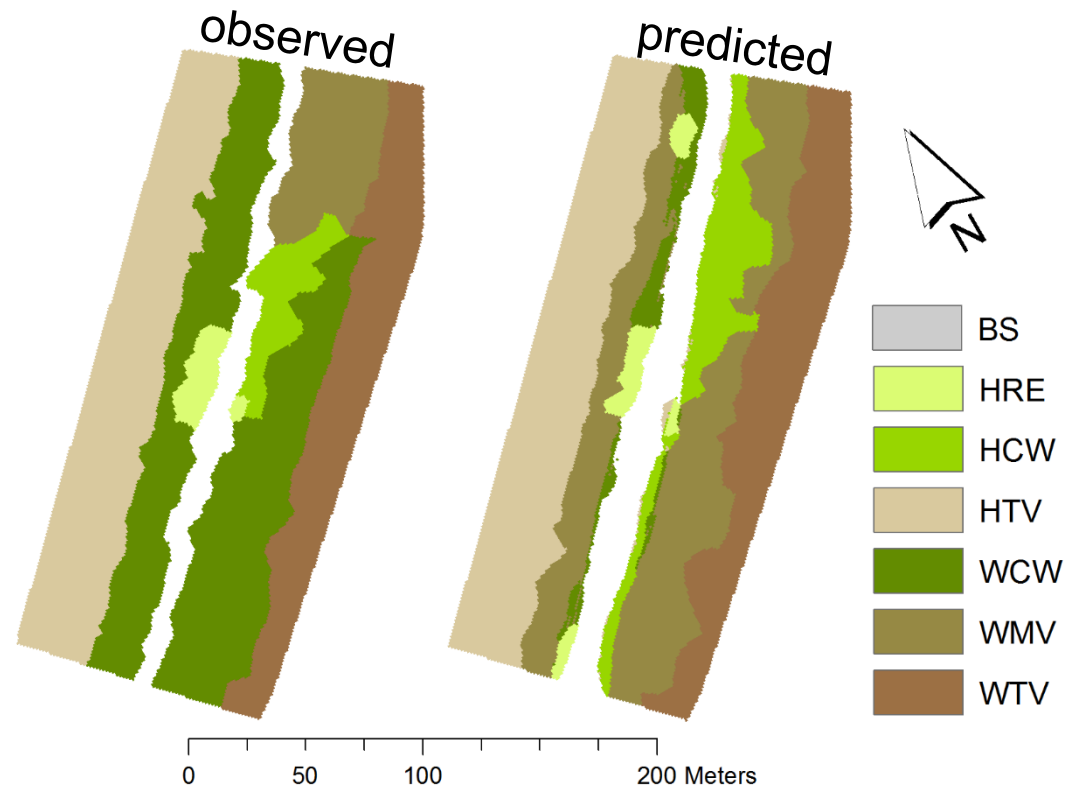 observed
predicted
N
BS
HRE
HCW
HTV
WCW
WMV
WTV
0 50 100 200 Meters